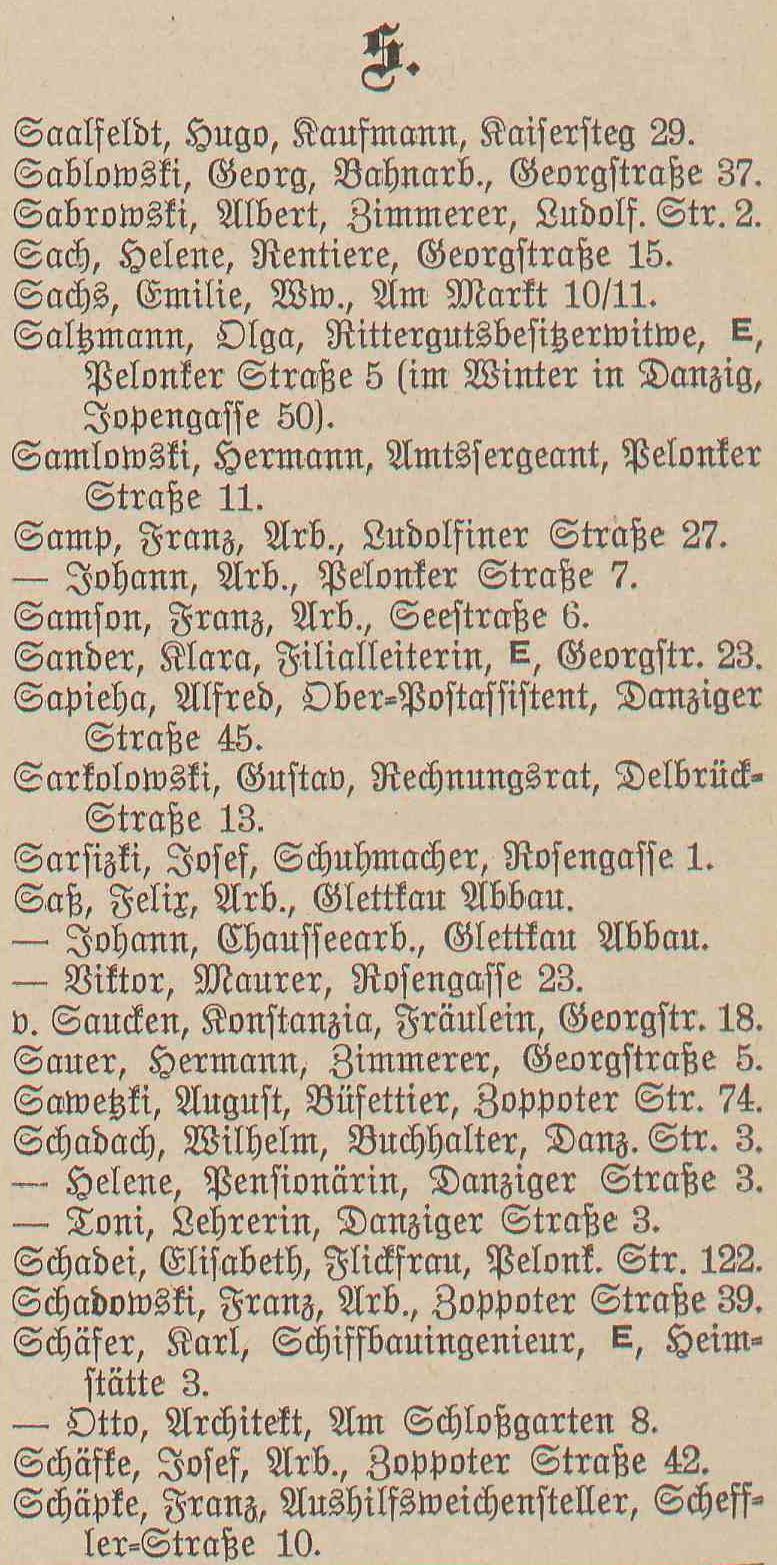 S.
Saalfeldt, Hugo, Kaufmann, Kaisersteg 29.
Sablowski, Georg, Bahnarb., Georgstraße 37.
Sabrowski, Albert, Zimmerer, Ludolf. Str. 2.
Sach, Helene, Rentiere, Georgstraße 15.
Sachs, Emilie, Ww., Am Markt 10/11.
Saltzmann, Olga, Rittergutsbesitzerwitwe, E,
Pelonker Straße 5 (im Winter in Danzig,
Jopengasse 50).
Samlowski, Hermann, Amtssergeant, Pelonker
Straße 11.
Samp, Franz, Arb., Ludolfiner Straße 27.
— Johann, Arb., Pelonker Straße 7.
Samson, Franz, Arb., Seestraße 6.
Sander, Klara, Filialleiterin, E, Georgstr. 23.
Sapieha, Alfred, Ober-Postassistent, Danziger
Straße 45.
Sarkolowski, Gustav, Rechnungsrat, Delbrück-
Straße 13.
Sarsizki, Josef, Schuhmacher, Rosengasse 1.
Saß, Felix, Arb., Glettkau Abbau.
— Johann, Chausseearb., Glettkau Abbau.
— Viktor, Maurer, Rosengasse 23.
v. Saucken, Konstanzia, Fräulein, Georgstr. 18.
Sauer, Hermann, Zimmerer, Georgstraße 5.
Sawetzki, August, Büfettier, Zoppoter Str. 74.
Schadach, Wilhelm, Buchhalter, Danz. Str. 3.
— Helene, Pensionärin, Danziger Straße 3.
— Toni, Lehrerin, Danziger Straße 3.
Schadei, Elisabeth, Flickfrau, Pelonk. Str. 122.
Schadowski, Franz, Arb., Zoppoter Straße 39.
Schäfer, Karl, Schiffbauingenieur, E, Heim-
stätte 3.
— Otto, Architekt, Am Schloßgarten 8.
Schäfke, Josef, Arb., Zoppoter Straße 42.
Schäpke, Franz, Aushilfsweichensteller, Scheff-
ler-Straße 10.